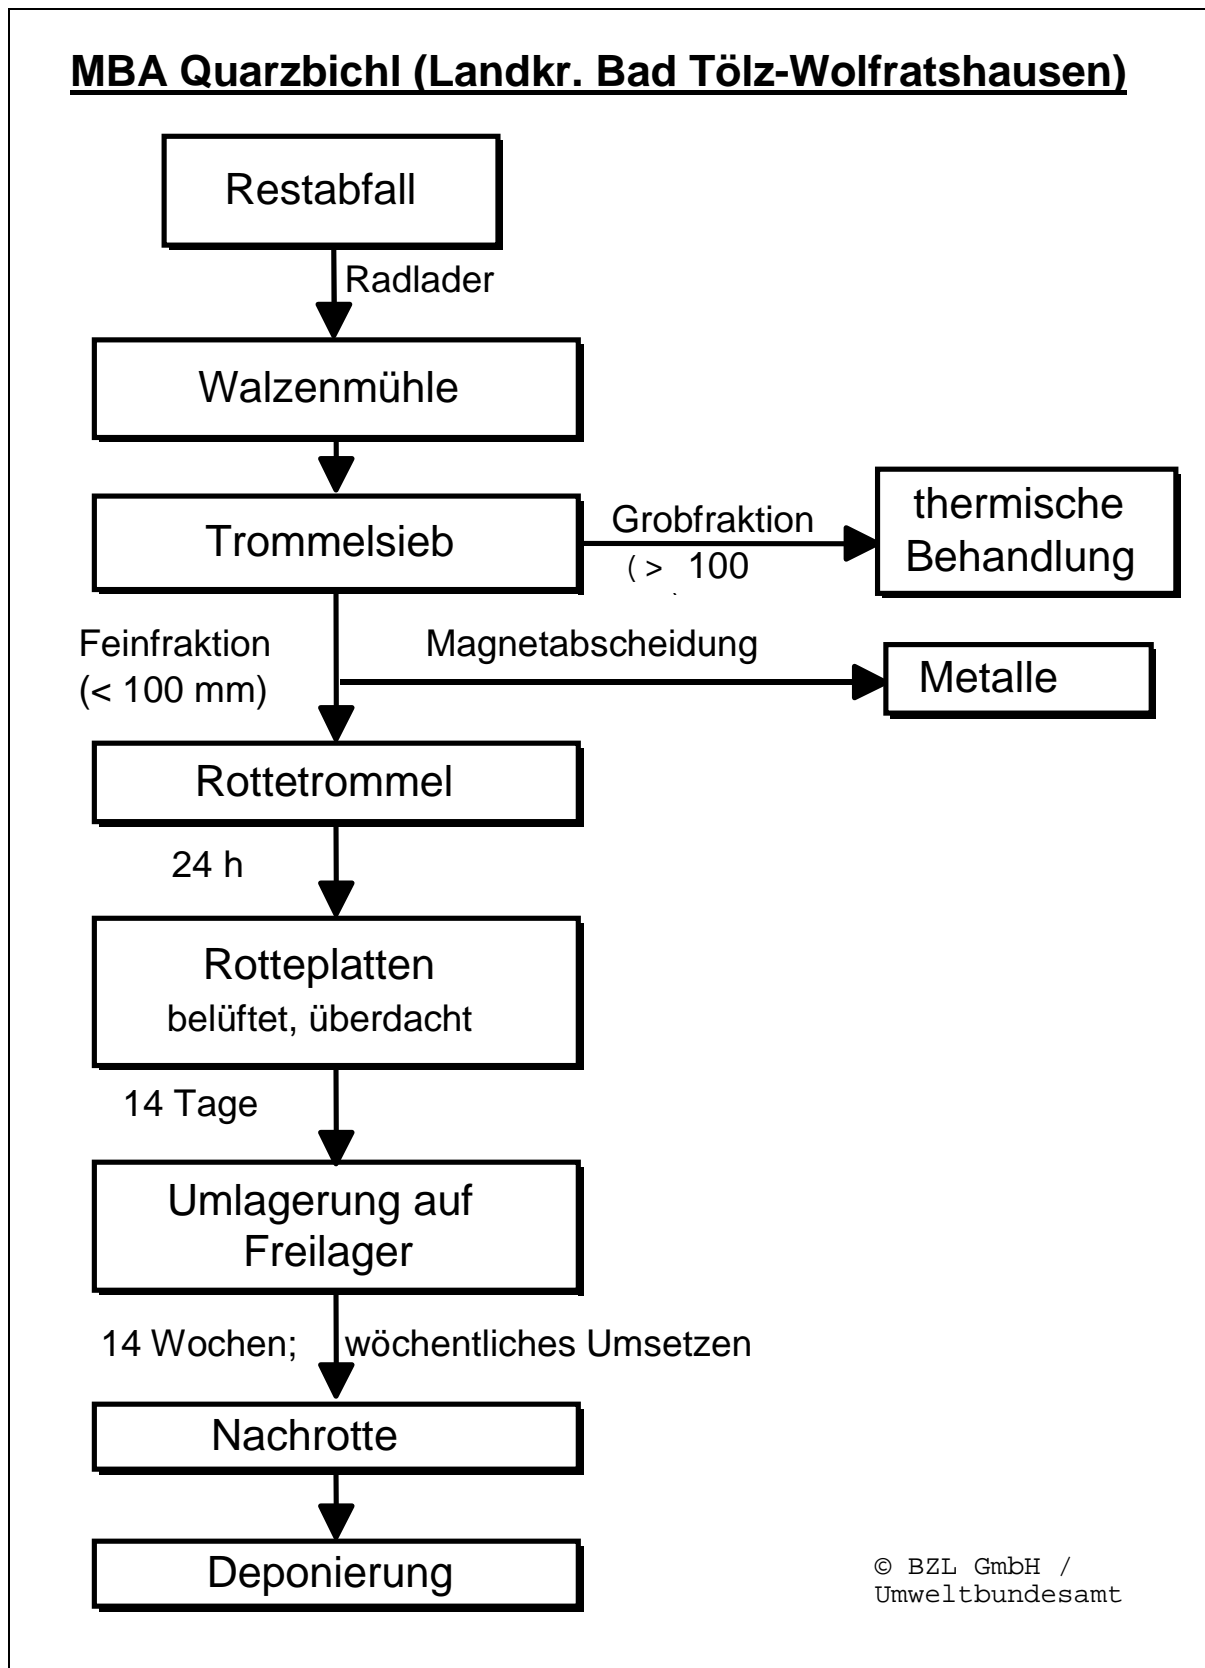 MBA Quarzbichl (Landkr. Bad Tölz-Wolfratshausen)
Restabfall
Radlader
Walzenmühle
Trommelsieb
Grobfraktion
( > 100
thermische
Behandlung
Feinfraktion
(< 100 mm)
Magnetabscheidung
Metalle
Rottetrommel
24 h
Rotteplatten
belüftet, überdacht
14 Tage
Umlagerung auf
Freilager
14 Wochen; wöchentliches Umsetzen
Nachrotte
Deponierung
© BZL GmbH /
Umweltbundesamt